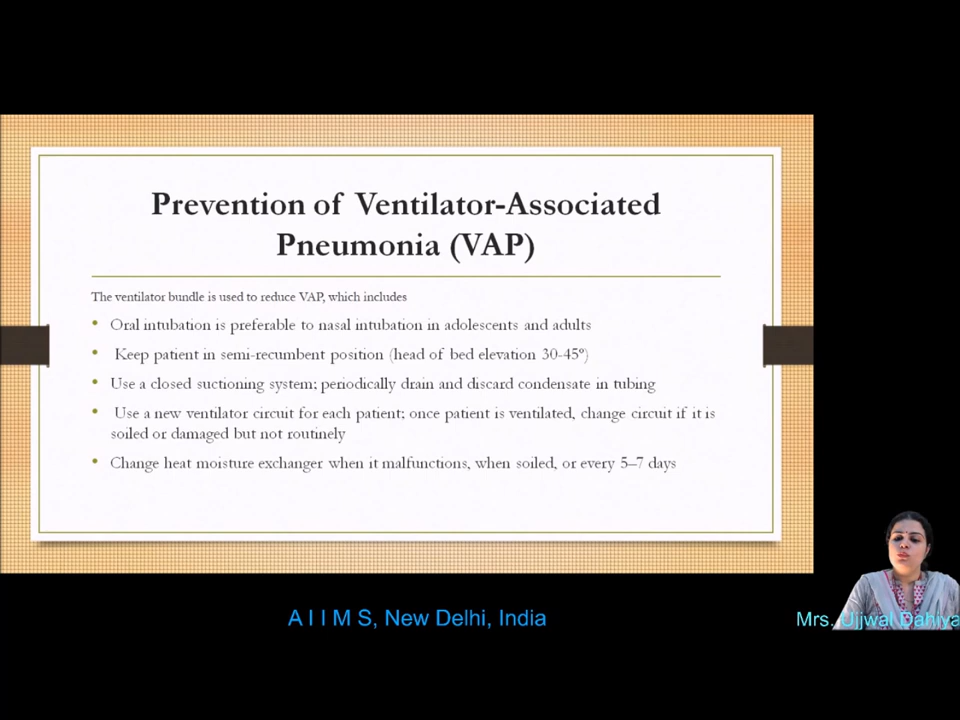 Prevention of Ventilator-Associated
Pneumonia (VAP)
The ventilator bundle is used to reduce VAP, which includes
• Oral intubation is preferable to nasal intubation in adolescents and adults
• Keep patient in semi-recumbent position (head of bed elevation 30-45°)
• Use a closed suctioning system; periodically drain and discard condensate in tubing
• Use a new ventilator circuit for each patient; once patient is ventilated, change circuit if it is
soiled or damaged but not routinely
• Change heat moisture exchanger when it malfunctions, when soiled, or every 5–7 days
A I I M S, New Delhi, India
Mrs. Ujjwal Dahiya